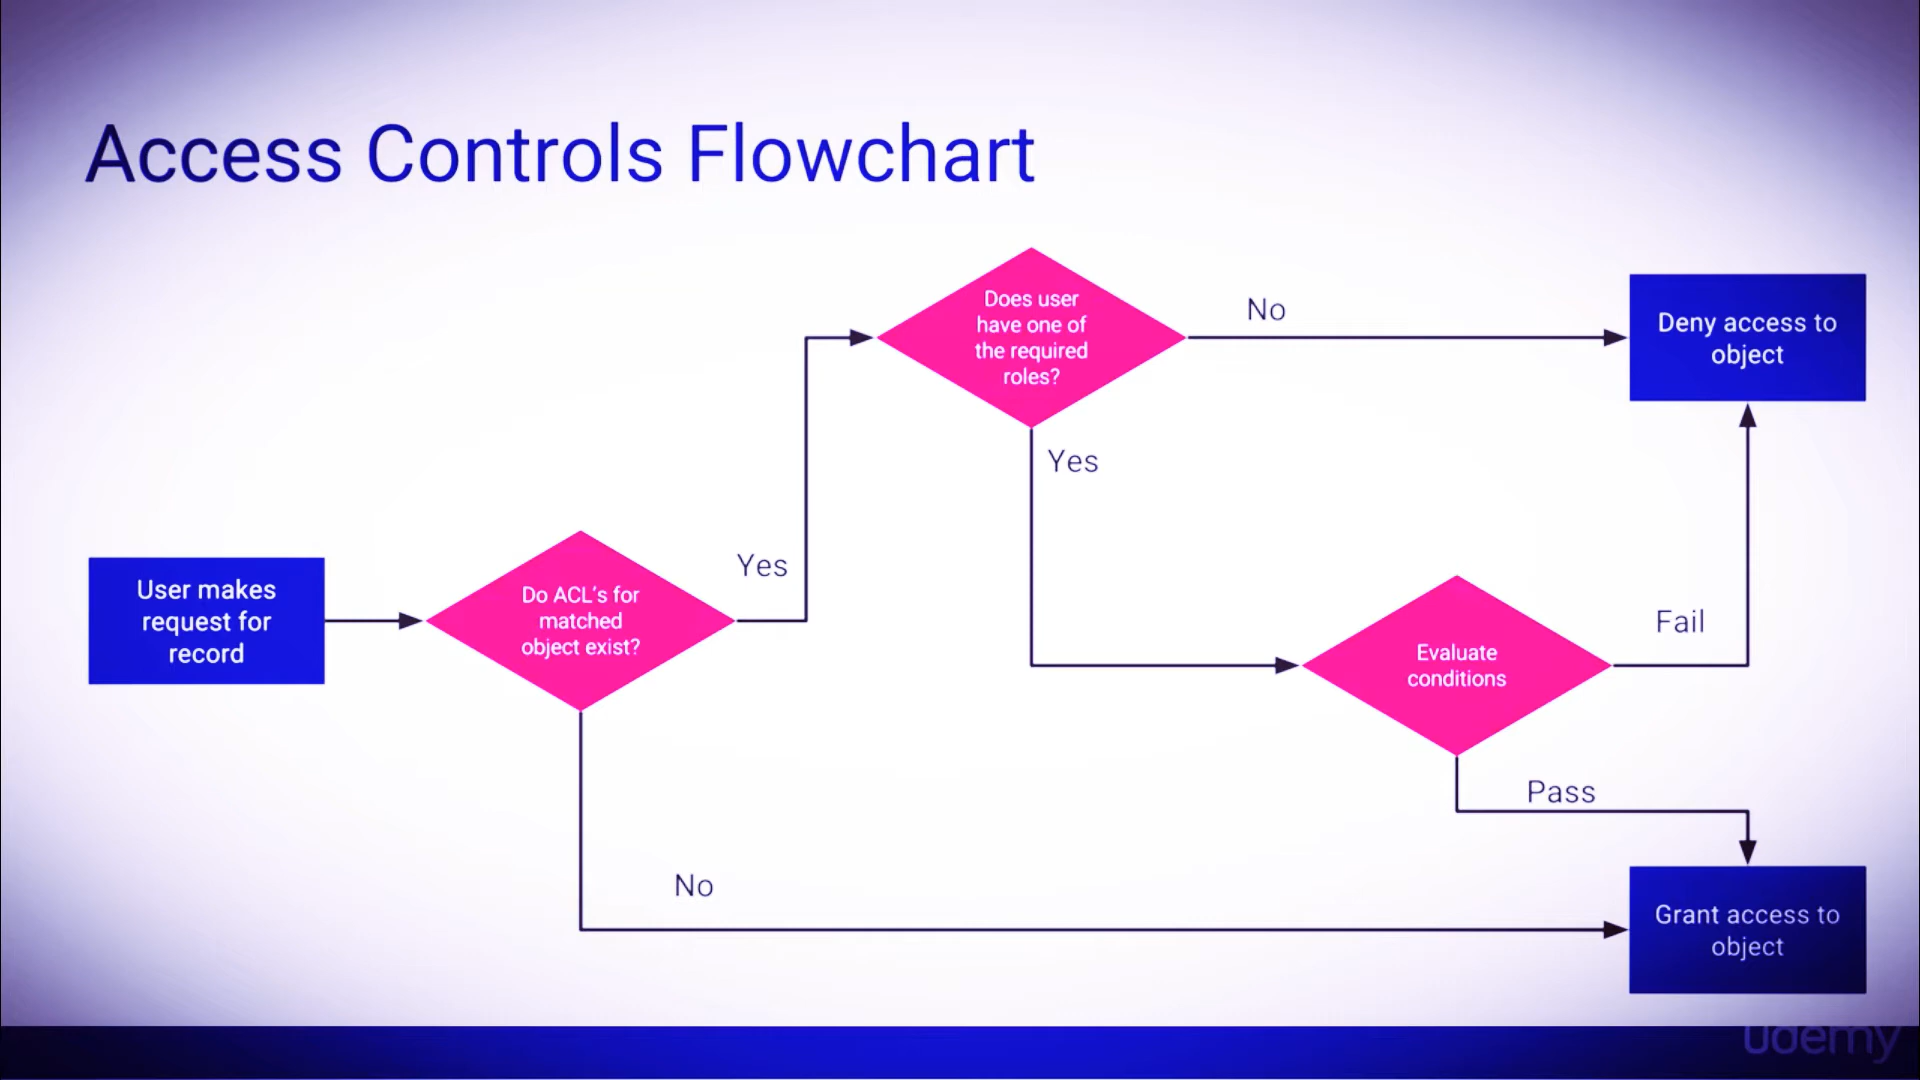 Access Controls Flowchart
Does user
have one of
the required
roles?
No
Deny access to
object
Yes
User makes
request for
record
Do ACL's for
matched
object exist?
Yes
Evaluate
conditions
Fail
Pass
No
Grant access to
object
udemy